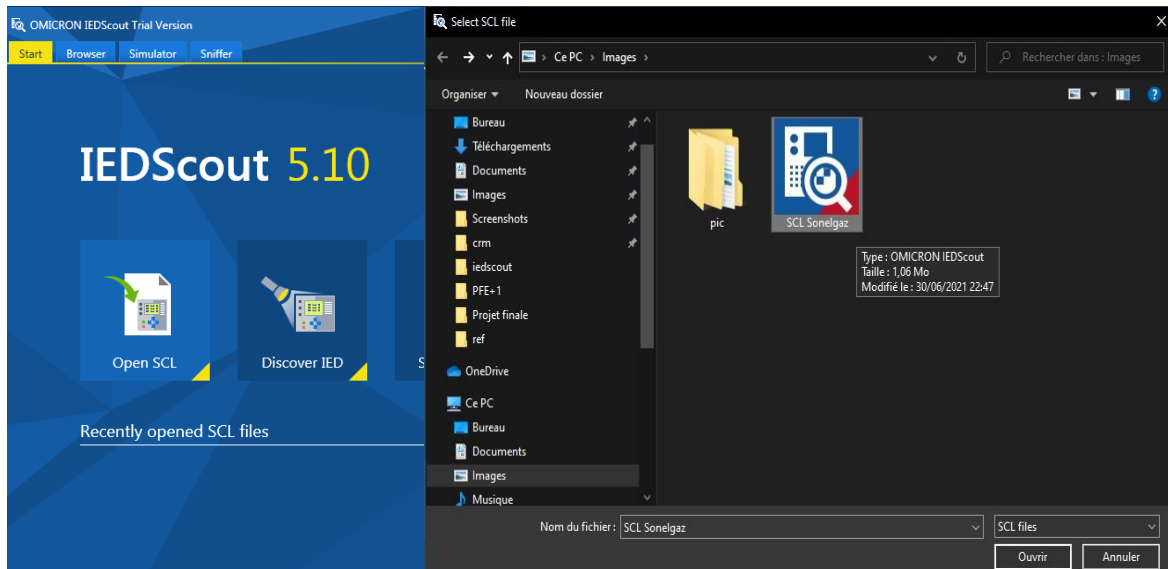 OMICRON IEDScout Trial Version
Start Browser Simulator Sniffer
IEDScout 5.10
Open SCL
Discover IED
S
Recently opened SCL files
Select SCL file
Ce PC > Images >
Rechercher dans : Images
Organiser
Nouveau dossier
Bureau
Téléchargements
Documents
Images
Screenshots
crm
iedscout
PFE+1
Projet finale
ref
OneDrive
Ce PC
Bureau
Documents
Images
Musique
pic
SCL Sonelgaz
Type : OMICRON IEDScout
Taille : 1,06 Mo
Modifié le : 30/06/2021 22:47
Nom du fichier : SCL Sonelgaz
SCL files
Ouvrir
Annuler